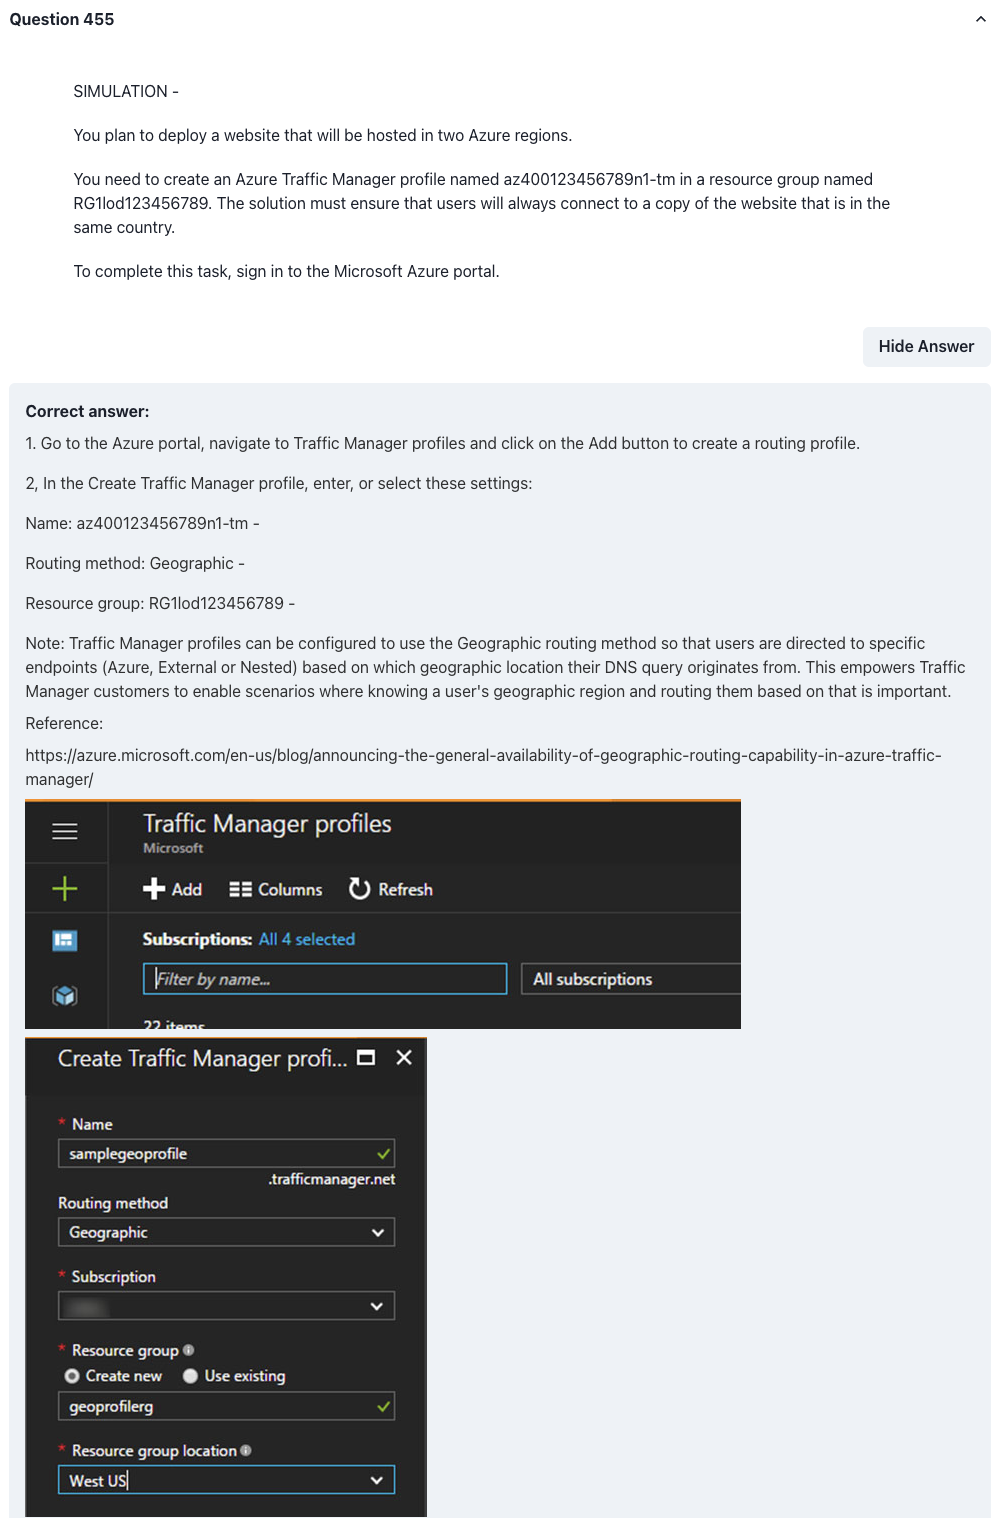 Question 455
SIMULATION -
You plan to deploy a website that will be hosted in two Azure regions.
You need to create an Azure Traffic Manager profile named az400123456789n1-tm in a resource group named
RG1lod123456789. The solution must ensure that users will always connect to a copy of the website that is in the
same country.
To complete this task, sign in to the Microsoft Azure portal.
Hide Answer
Correct answer:
1. Go to the Azure portal, navigate to Traffic Manager profiles and click on the Add button to create a routing profile.
2, In the Create Traffic Manager profile, enter, or select these settings:
Name: az400123456789n1-tm -
Routing method: Geographic -
Resource group: RG1lod123456789 -
Note: Traffic Manager profiles can be configured to use the Geographic routing method so that users are directed to specific
endpoints (Azure, External or Nested) based on which geographic location their DNS query originates from. This empowers Traffic
Manager customers to enable scenarios where knowing a user's geographic region and routing them based on that is important.
Reference:
https://azure.microsoft.com/en-us/blog/announcing-the-general-availability-of-geographic-routing-capability-in-azure-traffic-
manager/
Traffic Manager profiles
Microsoft
Add Columns Refresh
Subscriptions: All 4 selected
Filter by name... All subscriptions
22 items
Create Traffic Manager profi...
* Name
samplegeoprofile
.trafficmanager.net
Routing method
Geographic
* Subscription
* Resource group
Create new Use existing
geoprofilerg
* Resource group location
West US